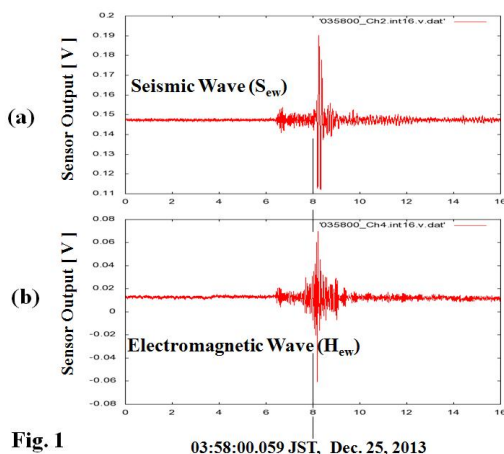 0.2
'035800_Ch2.int16.v.dat'
0.19
0.18
Seismic Wave (Sew)
0.17
0.16
(a)
Sensor Output [ V ]
0.15
0.14
0.13
0.12
0.11
0 2 4 6 8 10 12 14 16
0.08
'035800_Ch4.int16.v.dat'
0.06
0.04
0.02
(b)
Sensor Output [ V ]
0
-0.02
Electromagnetic Wave (Hew)
-0.04
-0.06
-0.08
0 2 4 6 8 10 12 14 16
Fig. 1
03:58:00.059 JST, Dec. 25, 2013